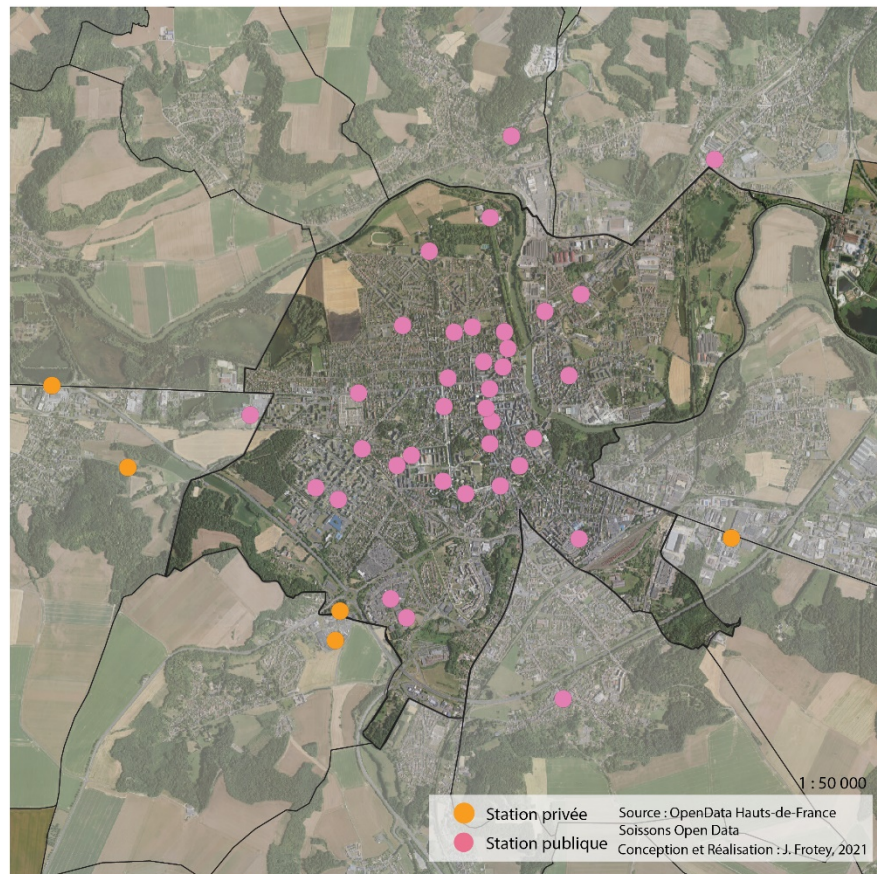 1 : 50 000
Station privée
Station publique
Source : OpenData Hauts-de-France
Soissons Open Data
Conception et Réalisation : J. Frotey, 2021